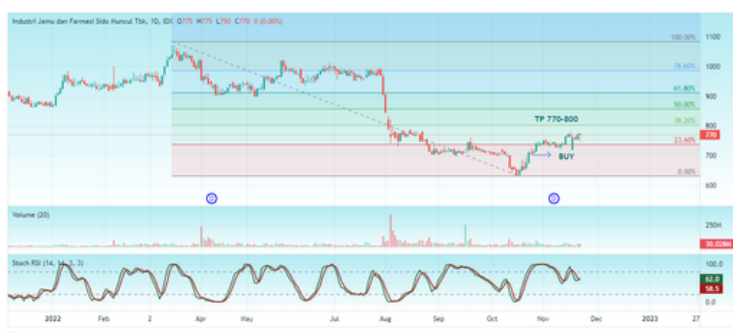 Industri Jamu dan Farmasi Sido Muncul Tbk, 1D, IDX O775 H775 L750 C770 0 (0.00%)
100.00%
1100
78.60%
1000
61.80%
900
50.00%
TP 770-800
38.20%
800
770
23.60%
BUY
700
0.00%
600
Volume (20)
250M
30.028M
Stoch RSI (14, 14, 3, 3)
100.0
62.0
58.5
0.0
2022 Feb 2 Apr May Jul Aug Sep Oct Nov Dec 2023 27